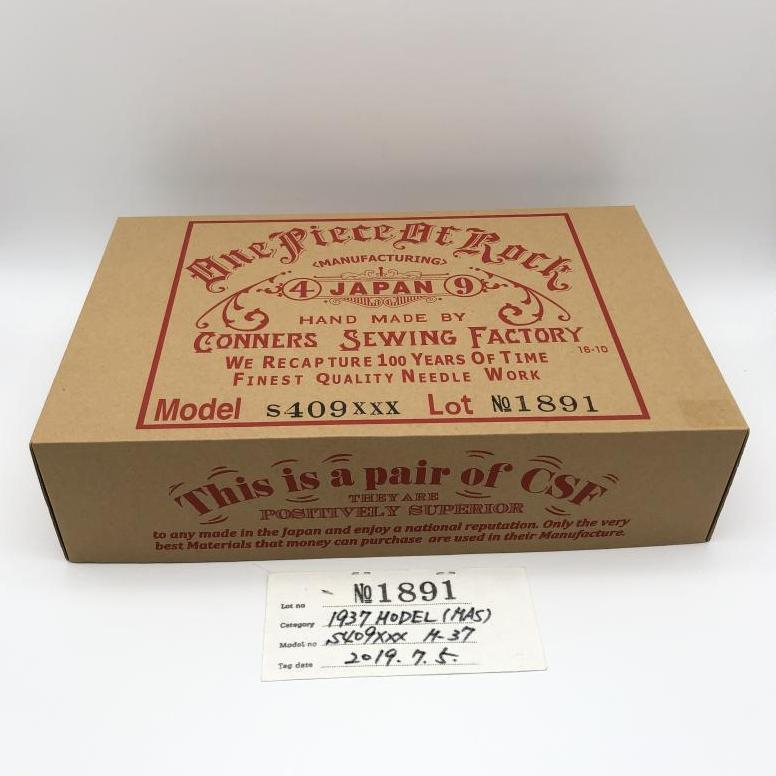 One Piece Of Rock
<MANUFACTURING>
4 JAPAN 9
HAND MADE BY
CONNERS SEWING FACTORY
16-10
WE RECAPTURE 100 YEARS OF TIME
FINEST QUALITY NEEDLE WORK
Model S409XXX Lot №1891
This is a pair of CSF
THEY ARE
POSITIVELY SUPERIOR
to any made in the Japan and enjoy a national reputation. Only the very
best Materials that money can purchase are used in their Manufacture.
Lot no №1891
Category 1937 MODEL (MAS)
Model no S409XXX M-37
Tag date 2019.7.5.